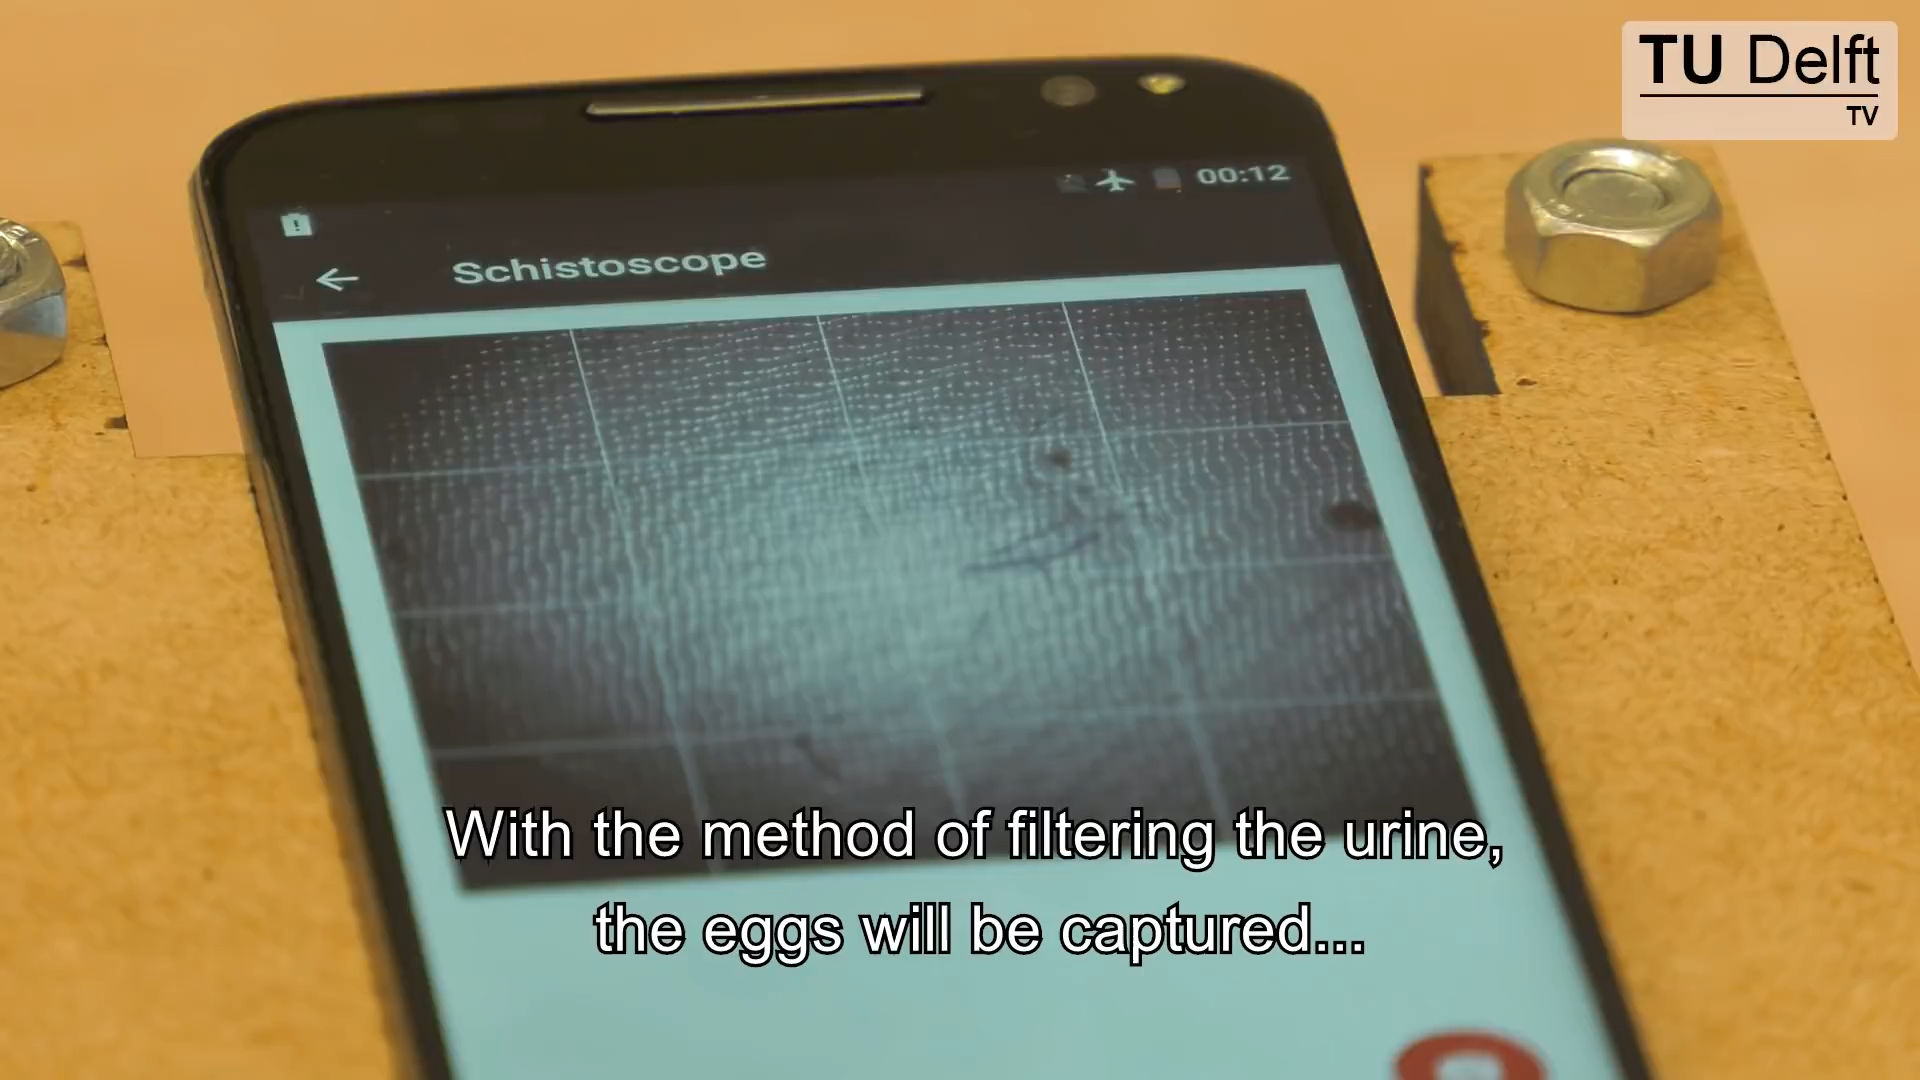 TU Delft
TV
00:12
Schistoscope
With the method of filtering the urine,
the eggs will be captured...